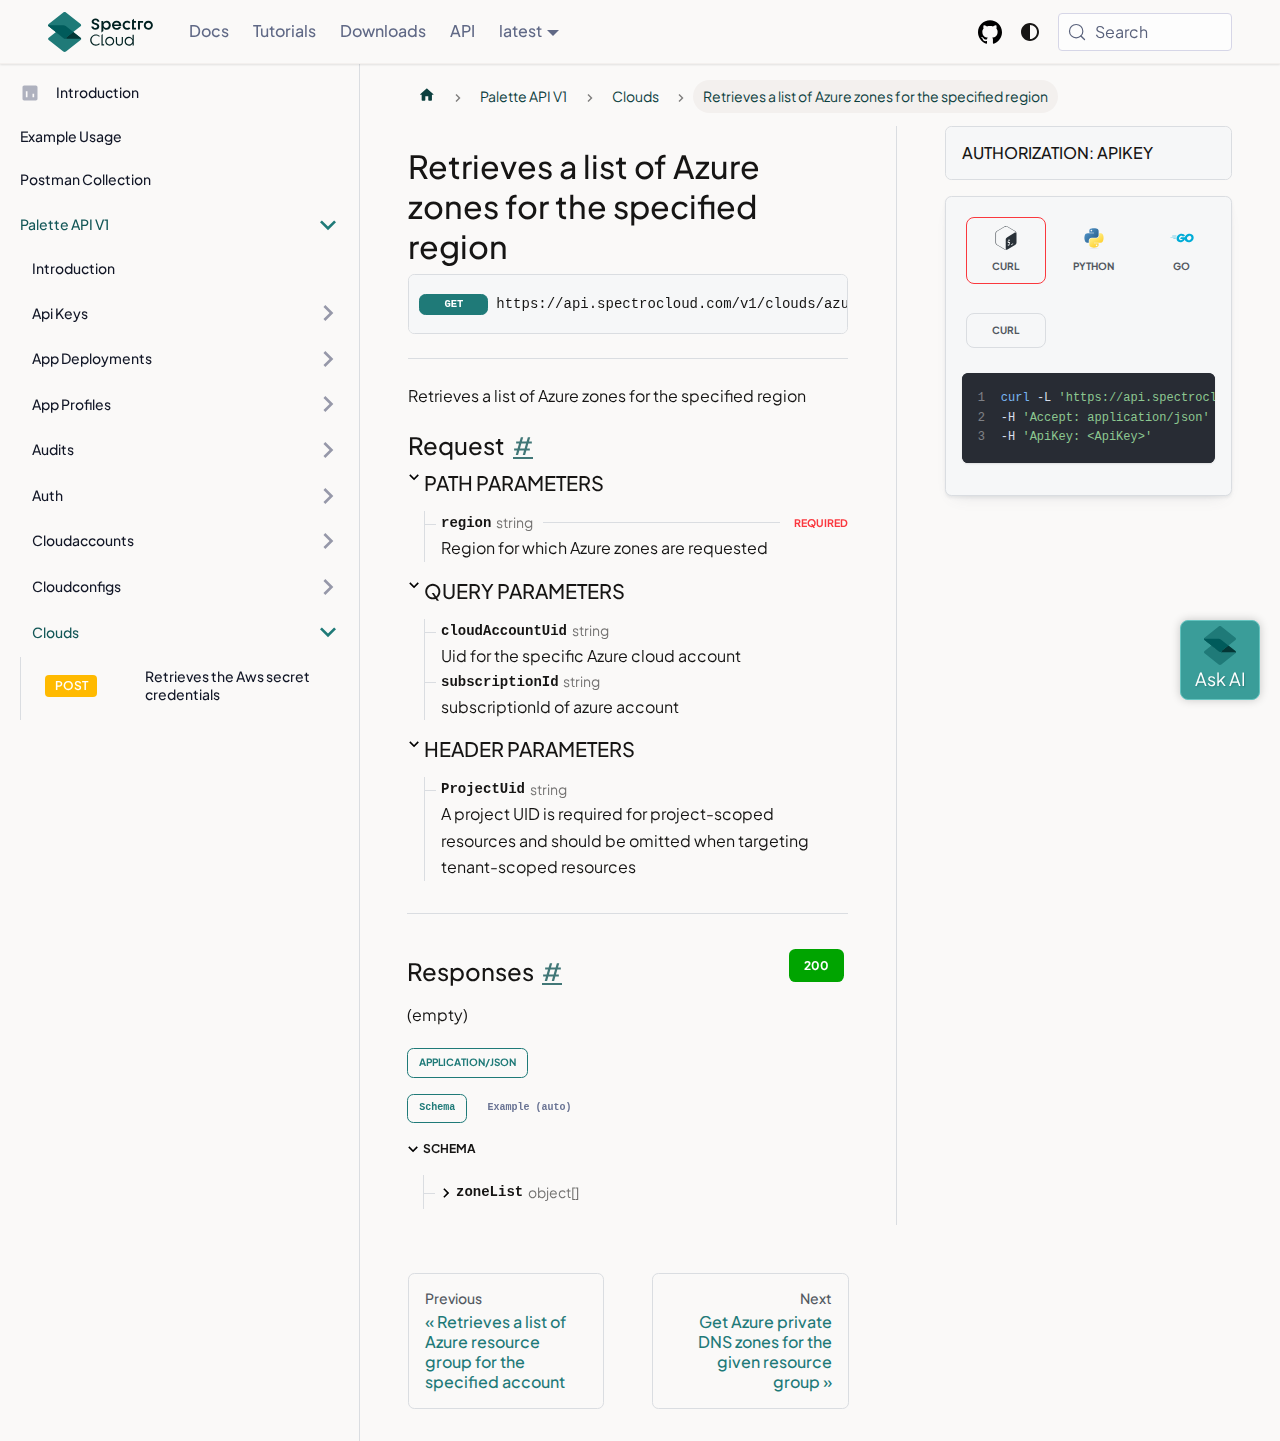 Spectro
Cloud
Docs
Tutorials
Downloads
API
latest
Search
Introduction
Example Usage
Postman Collection
Palette API V1
Introduction
Api Keys
App Deployments
App Profiles
Audits
Auth
Cloudaccounts
Cloudconfigs
Clouds
POST
Retrieves the Aws secret
credentials
Palette API V1
Clouds
Retrieves a list of Azure zones for the specified region
Retrieves a list of Azure
zones for the specified
region
GET https://api.spectrocloud.com/v1/clouds/azu
Retrieves a list of Azure zones for the specified region
Request #
PATH PARAMETERS
region string REQUIRED
Region for which Azure zones are requested
QUERY PARAMETERS
cloudAccountUid string
Uid for the specific Azure cloud account
subscriptionId string
subscriptionId of azure account
HEADER PARAMETERS
ProjectUid string
A project UID is required for project-scoped
resources and should be omitted when targeting
tenant-scoped resources
Responses #
200
(empty)
APPLICATION/JSON
Schema Example (auto)
SCHEMA
zoneList object[]
Previous
« Retrieves a list of
Azure resource
group for the
specified account
Next
Get Azure private
DNS zones for the
given resource
group »
AUTHORIZATION: APIKEY
CURL
PYTHON
GO
GO
CURL
1 curl -L 'https://api.spectrocl
2 -H 'Accept: application/json'
3 -H 'ApiKey: <ApiKey>'
Ask AI